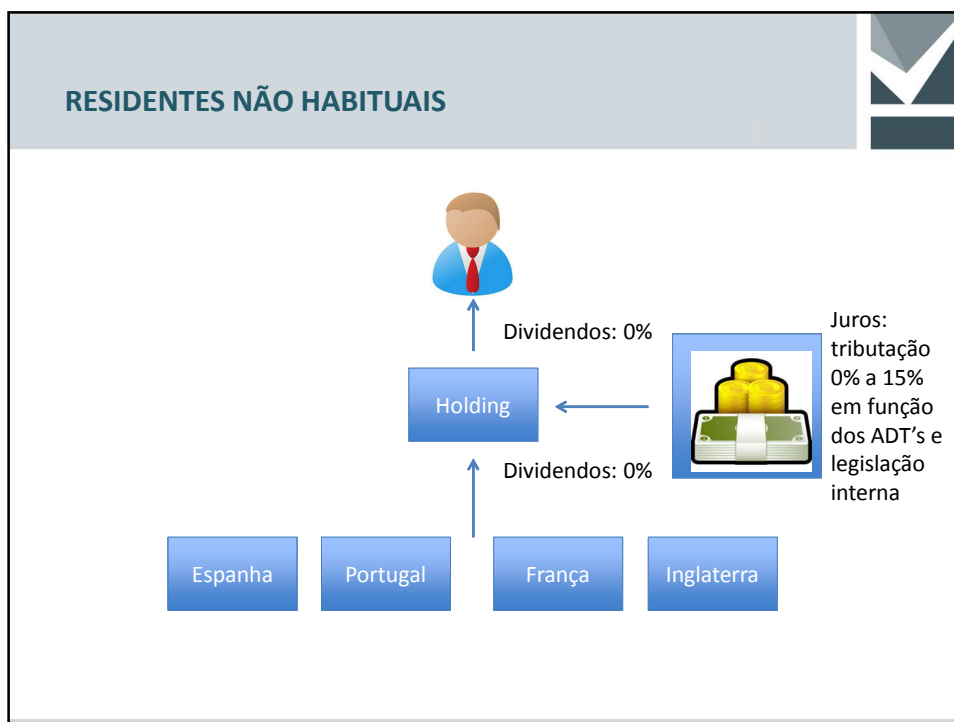 RESIDENTES NÃO HABITUAIS
Dividendos: 0%
Juros:
tributação
0% a 15%
em função
dos ADT’s e
legislação
interna
Holding
Dividendos: 0%
Espanha
Portugal
França
Inglaterra